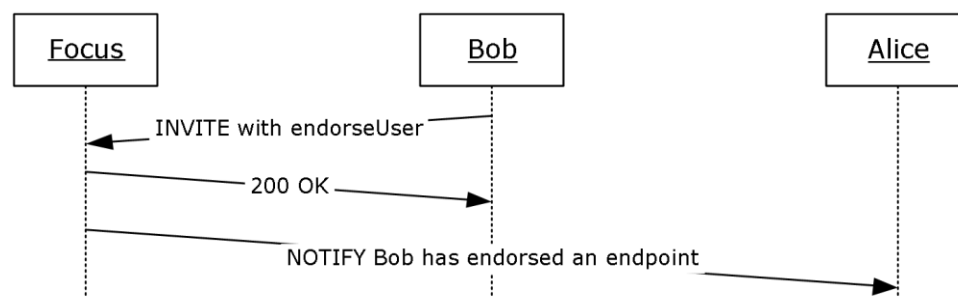 Focus
Bob
Alice
INVITE with endorseUser
200 OK
NOTIFY Bob has endorsed an endpoint